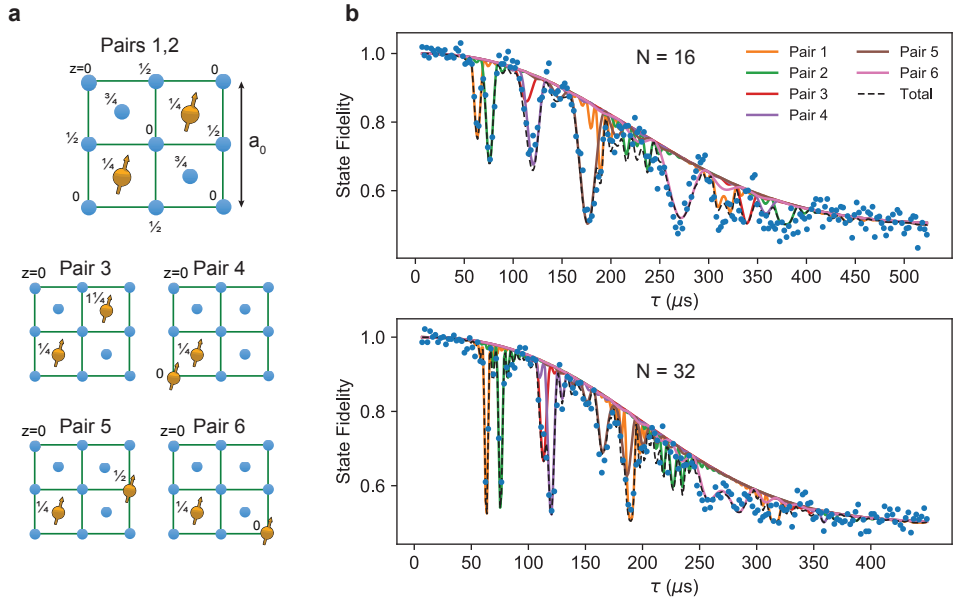 a
Pairs 1,2
z=0
½
0
¾
¼
½
0
½
a0
¼
¾
0
½
0
Pair 3
z=0
1¼
¼
Pair 4
z=0
¼
0
Pair 5
z=0
½
¼
Pair 6
z=0
¼
0
b
N = 16
Pair 1
Pair 2
Pair 3
Pair 4
Pair 5
Pair 6
Total
State Fidelity
1.0
0.8
0.6
0 50 100 150 200 250 300 350 400 450 500
τ (μs)
N = 32
State Fidelity
1.0
0.8
0.6
0 50 100 150 200 250 300 350 400
τ (μs)